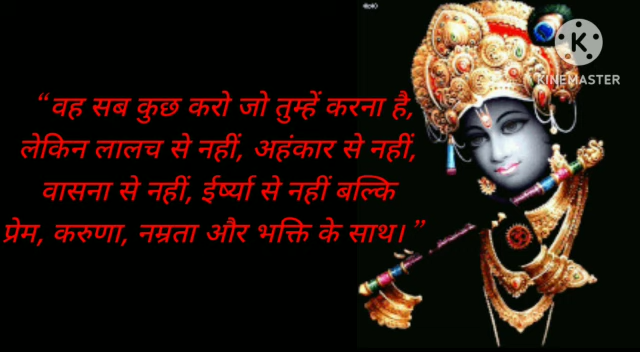 KINEMASTER
“वह सब कुछ करो जो तुम्हें करना है,
लेकिन लालच से नहीं, अहंकार से नहीं,
वासना से नहीं, ईर्ष्या से नहीं बल्कि
प्रेम, करुणा, नम्रता और भक्ति के साथ।”